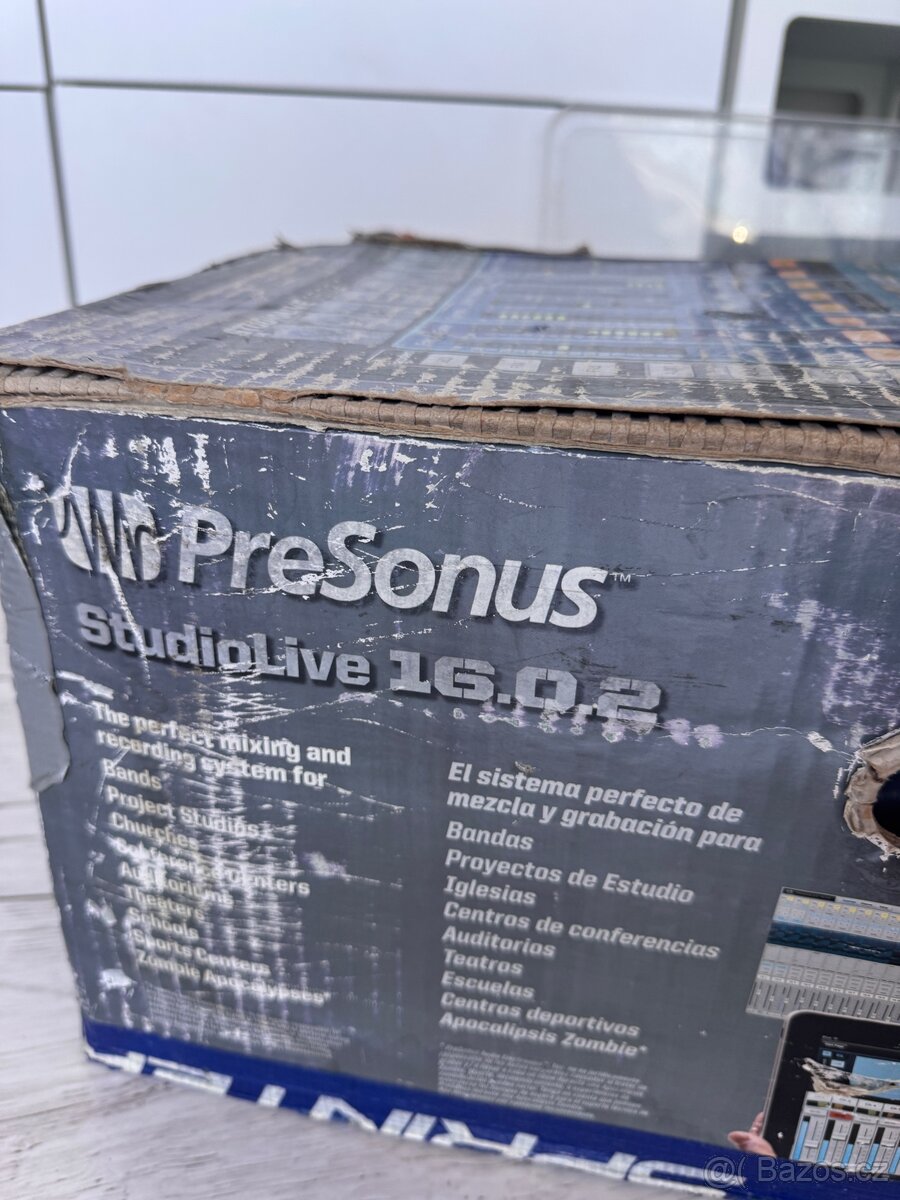 PreSonus™
StudioLive 16.0.2
The perfect mixing and
recording system for
Bands
Project Studios
Churches
Conference Centers
Auditoriums
Theaters
Schools
Sports Centers
Zombie Apocalypses*
El sistema perfecto de
mezcla y grabación para
Bandas
Proyectos de Estudio
Iglesias
Centros de conferencias
Auditorios
Teatros
Escuelas
Centros deportivos
Apocalipsis Zombie*
Bazos.cz